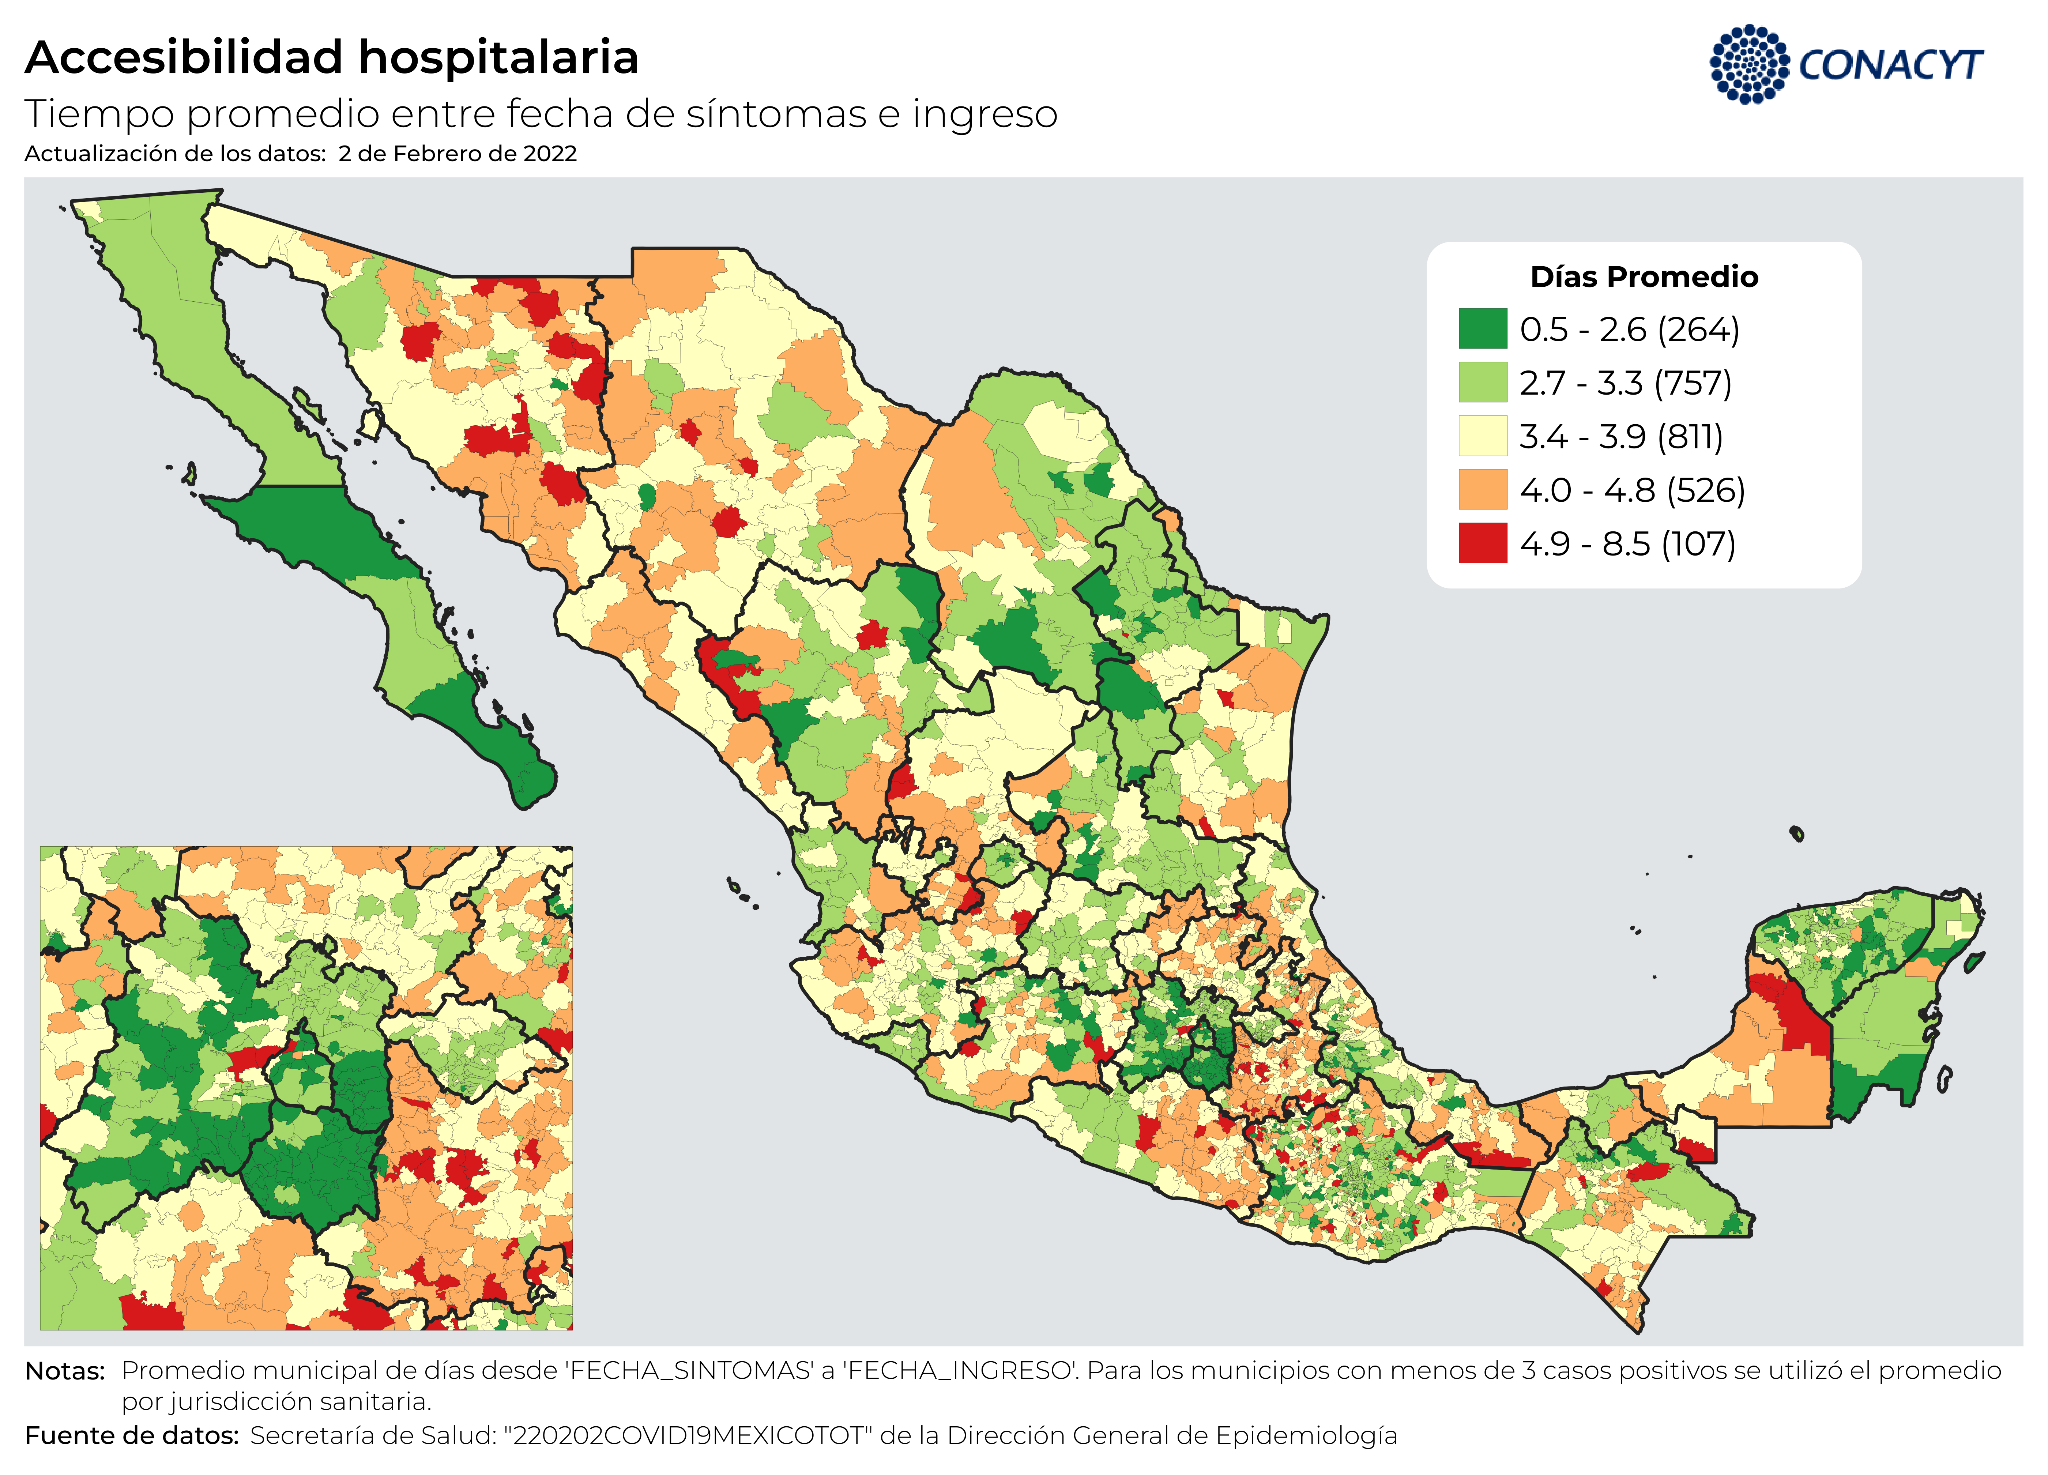 Accesibilidad hospitalaria
CONACYT
Tiempo promedio entre fecha de síntomas e ingreso
Actualización de los datos: 2 de Febrero de 2022
Días Promedio
0.5 - 2.6 (264)
2.7 - 3.3 (757)
3.4 - 3.9 (811)
4.0 - 4.8 (526)
4.9 - 8.5 (107)
Notas: Promedio municipal de días desde 'FECHA_SINTOMAS' a 'FECHA_INGRESO'. Para los municipios con menos de 3 casos positivos se utilizó el promedio
por jurisdicción sanitaria.
Fuente de datos: Secretaría de Salud: "220202COVID19MEXICOTOT" de la Dirección General de Epidemiología